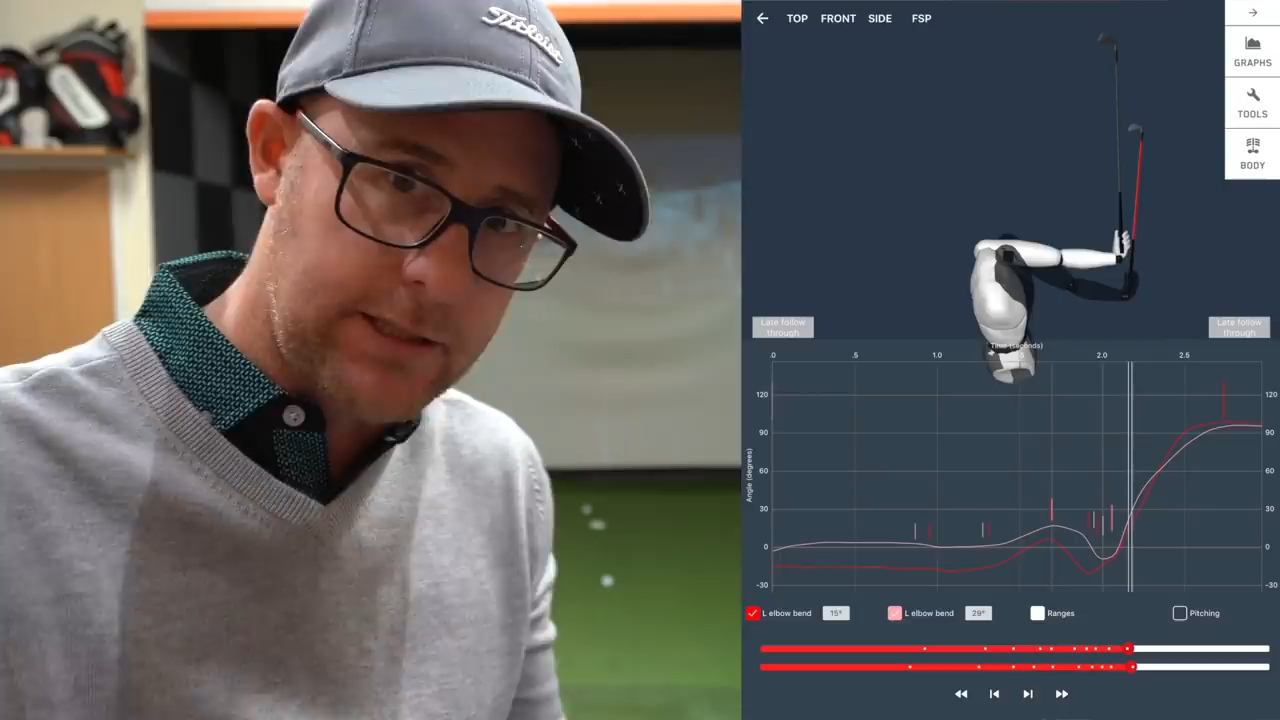 Titleist
TOP FRONT SIDE FSP
GRAPHS
TOOLS
BODY
Late follow
through
Late follow
through
Time (seconds)
.0 .5 1.0 2.0 2.5
120 120
90 90
60 60
30 30
0 0
-30 -30
Angle (degrees)
L elbow bend 15° L elbow bend 29° Ranges Pitching